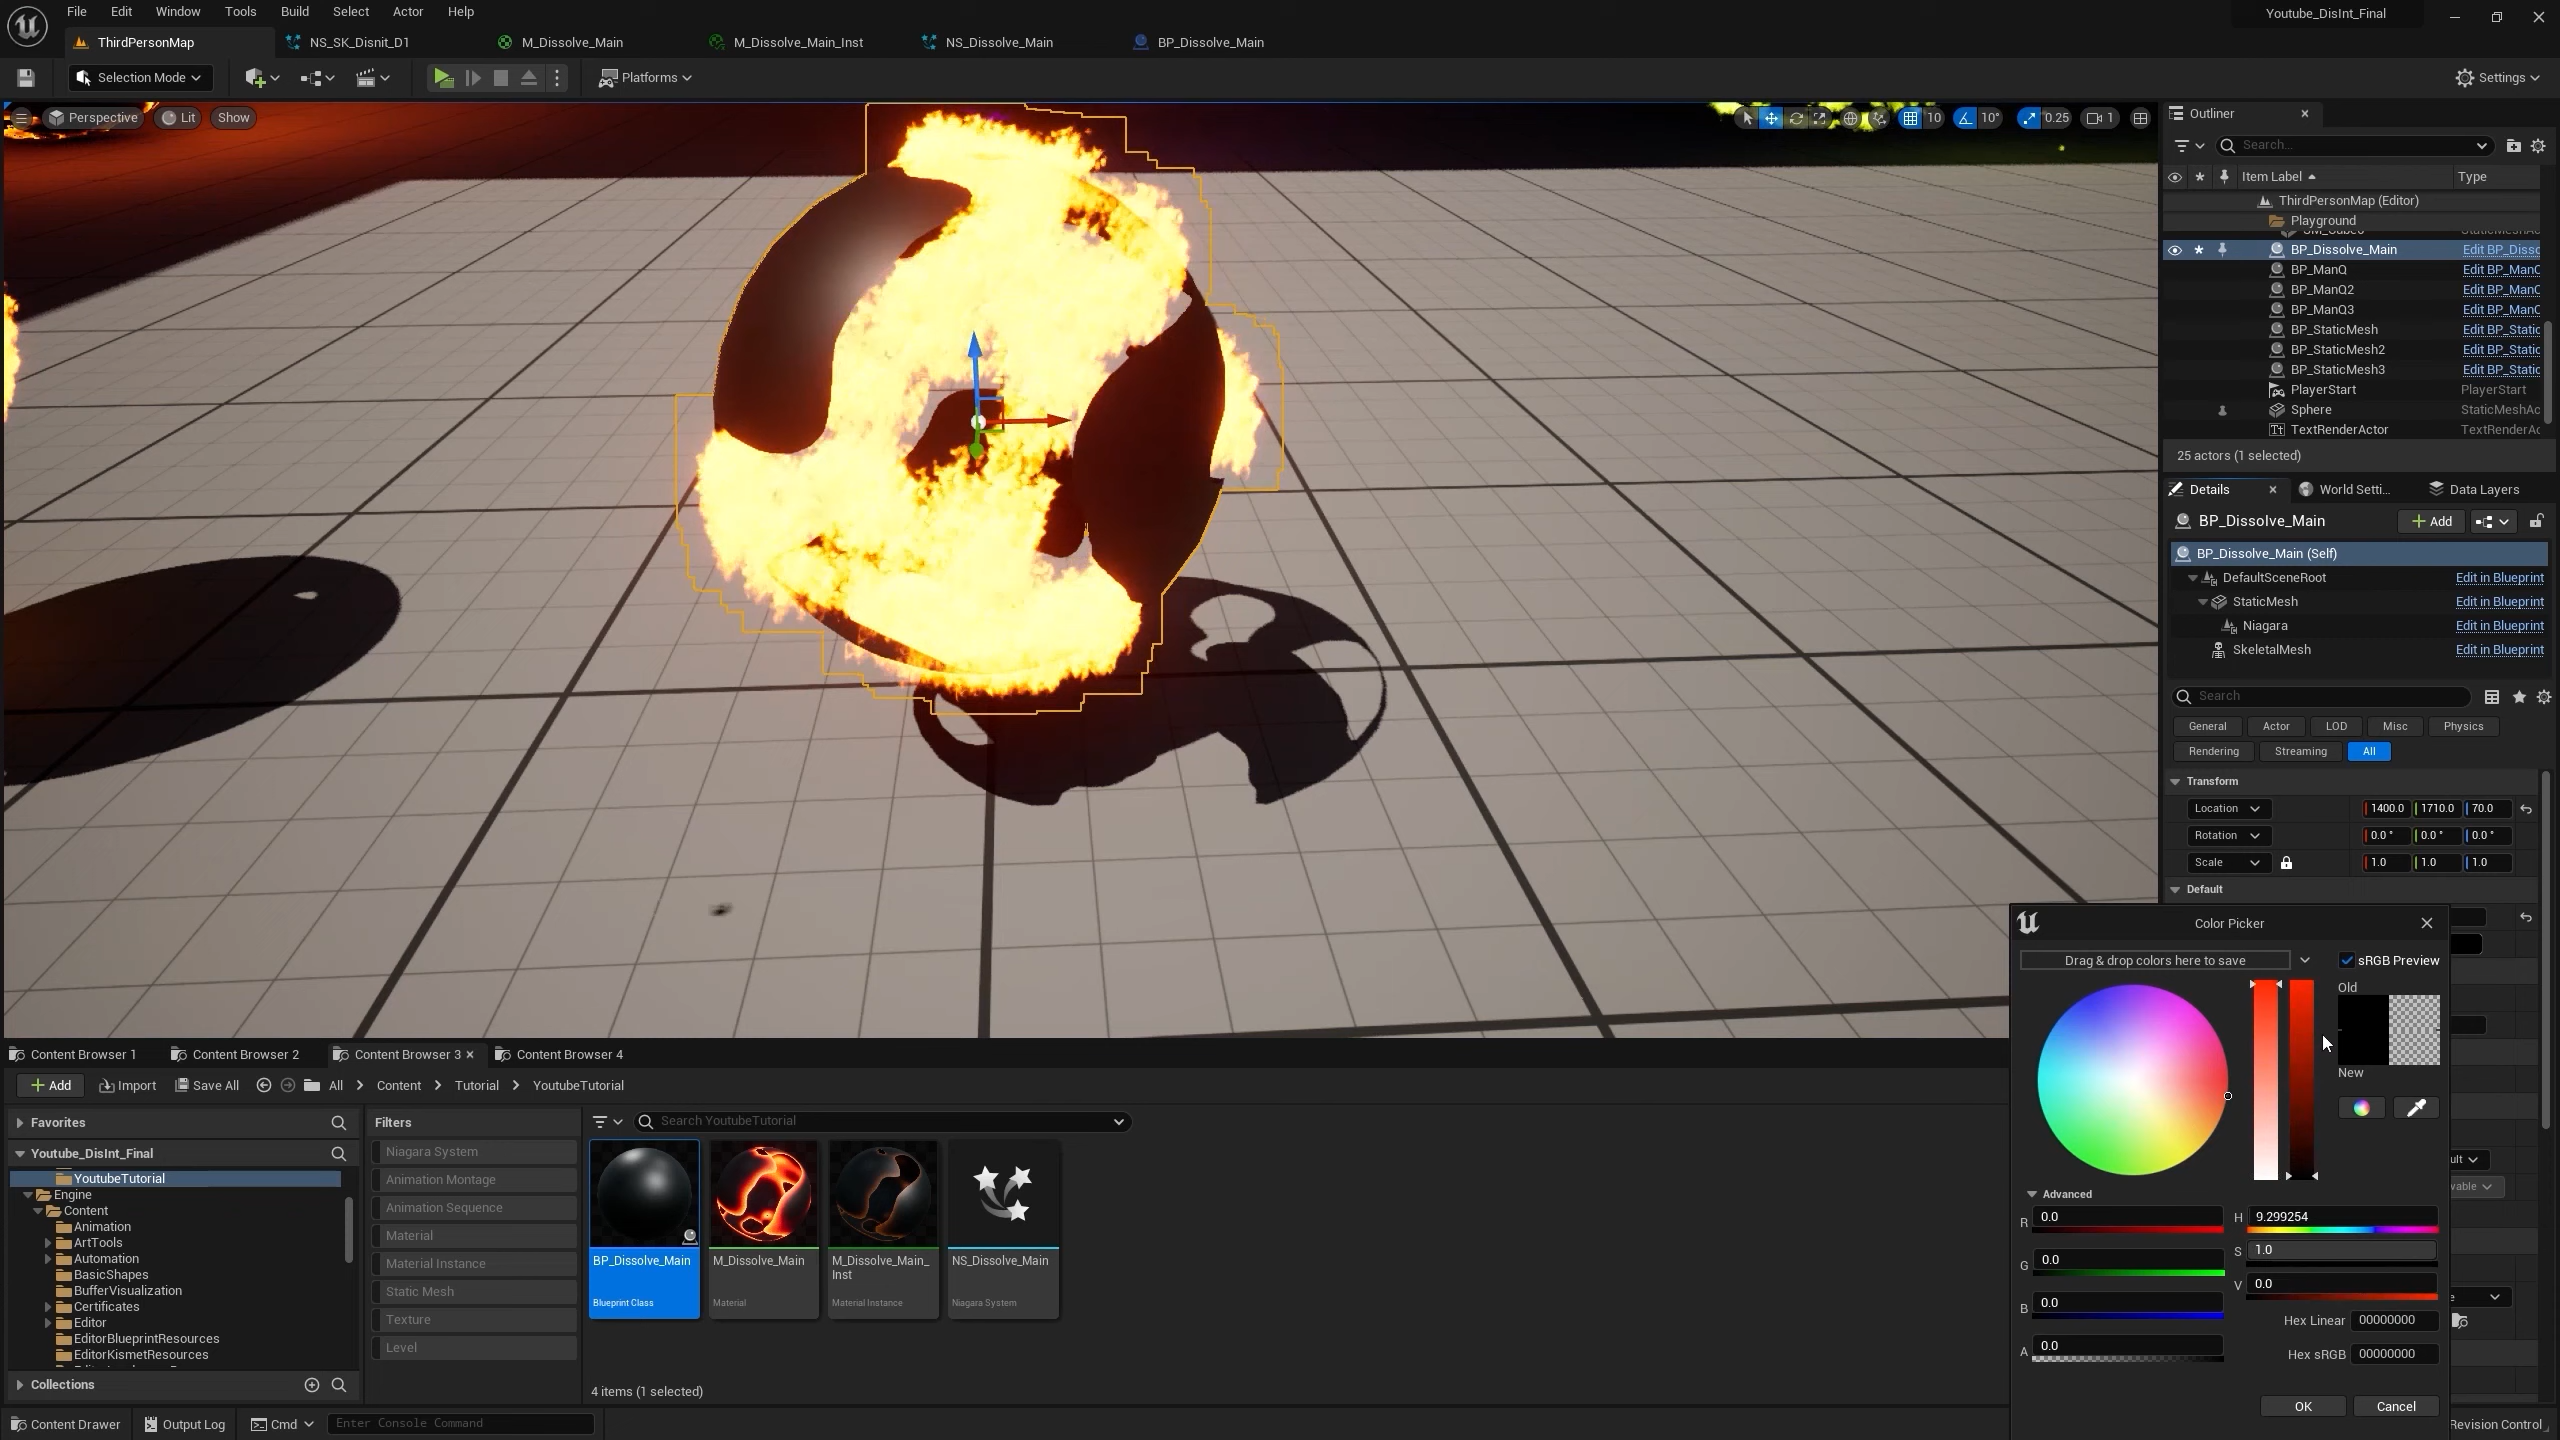 File Edit Window Tools Build Select Actor Help
Youtube_DisInt_Final
ThirdPersonMap NS_SK_Disnit_D1 M_Dissolve_Main M_Dissolve_Main_Inst NS_Dissolve_Main BP_Dissolve_Main
Selection Mode Platforms Settings
Perspective Lit Show 10 10° 0.25 1
Outliner
Search...
Item Label Type
ThirdPersonMap (Editor)
Playground
BP_Dissolve_Main Edit BP_Disso
BP_ManQ Edit BP_ManQ
BP_ManQ2 Edit BP_ManQ
BP_ManQ3 Edit BP_ManQ
BP_StaticMesh Edit BP_Static
BP_StaticMesh2 Edit BP_Static
BP_StaticMesh3 Edit BP_Static
PlayerStart PlayerStart
Sphere StaticMeshAc
TextRenderActor TextRenderAc
25 actors (1 selected)
Details World Setti... Data Layers
BP_Dissolve_Main Add
BP_Dissolve_Main (Self)
DefaultSceneRoot Edit in Blueprint
StaticMesh Edit in Blueprint
Niagara Edit in Blueprint
SkeletalMesh Edit in Blueprint
Search
General Actor LOD Misc Physics
Rendering Streaming All
Transform
Location 1400.0 1710.0 70.0
Rotation 0.0 ° 0.0 ° 0.0 °
Scale 1.0 1.0 1.0
Default
Color Picker
Drag & drop colors here to save sRGB Preview
Old
New
Advanced
R 0.0 H 9.299254
G 0.0 S 1.0
B 0.0 V 0.0
Hex Linear 00000000
A 0.0 Hex sRGB 00000000
OK Cancel
Content Browser 1 Content Browser 2 Content Browser 3 Content Browser 4
Add Import Save All All Content Tutorial YoutubeTutorial
Favorites
Youtube_DisInt_Final
YoutubeTutorial
Engine
Content
Animation
ArtTools
Automation
BasicShapes
BufferVisualization
Certificates
Editor
EditorBlueprintResources
EditorKismetResources
Collections
Filters
Niagara System
Animation Montage
Animation Sequence
Material
Material Instance
Static Mesh
Texture
Level
Search YoutubeTutorial
BP_Dissolve_Main
Blueprint Class
M_Dissolve_Main
Material
M_Dissolve_Main_
Inst
Material Instance
NS_Dissolve_Main
Niagara System
4 items (1 selected)
Content Drawer Output Log Cmd Enter Console Command Revision Control